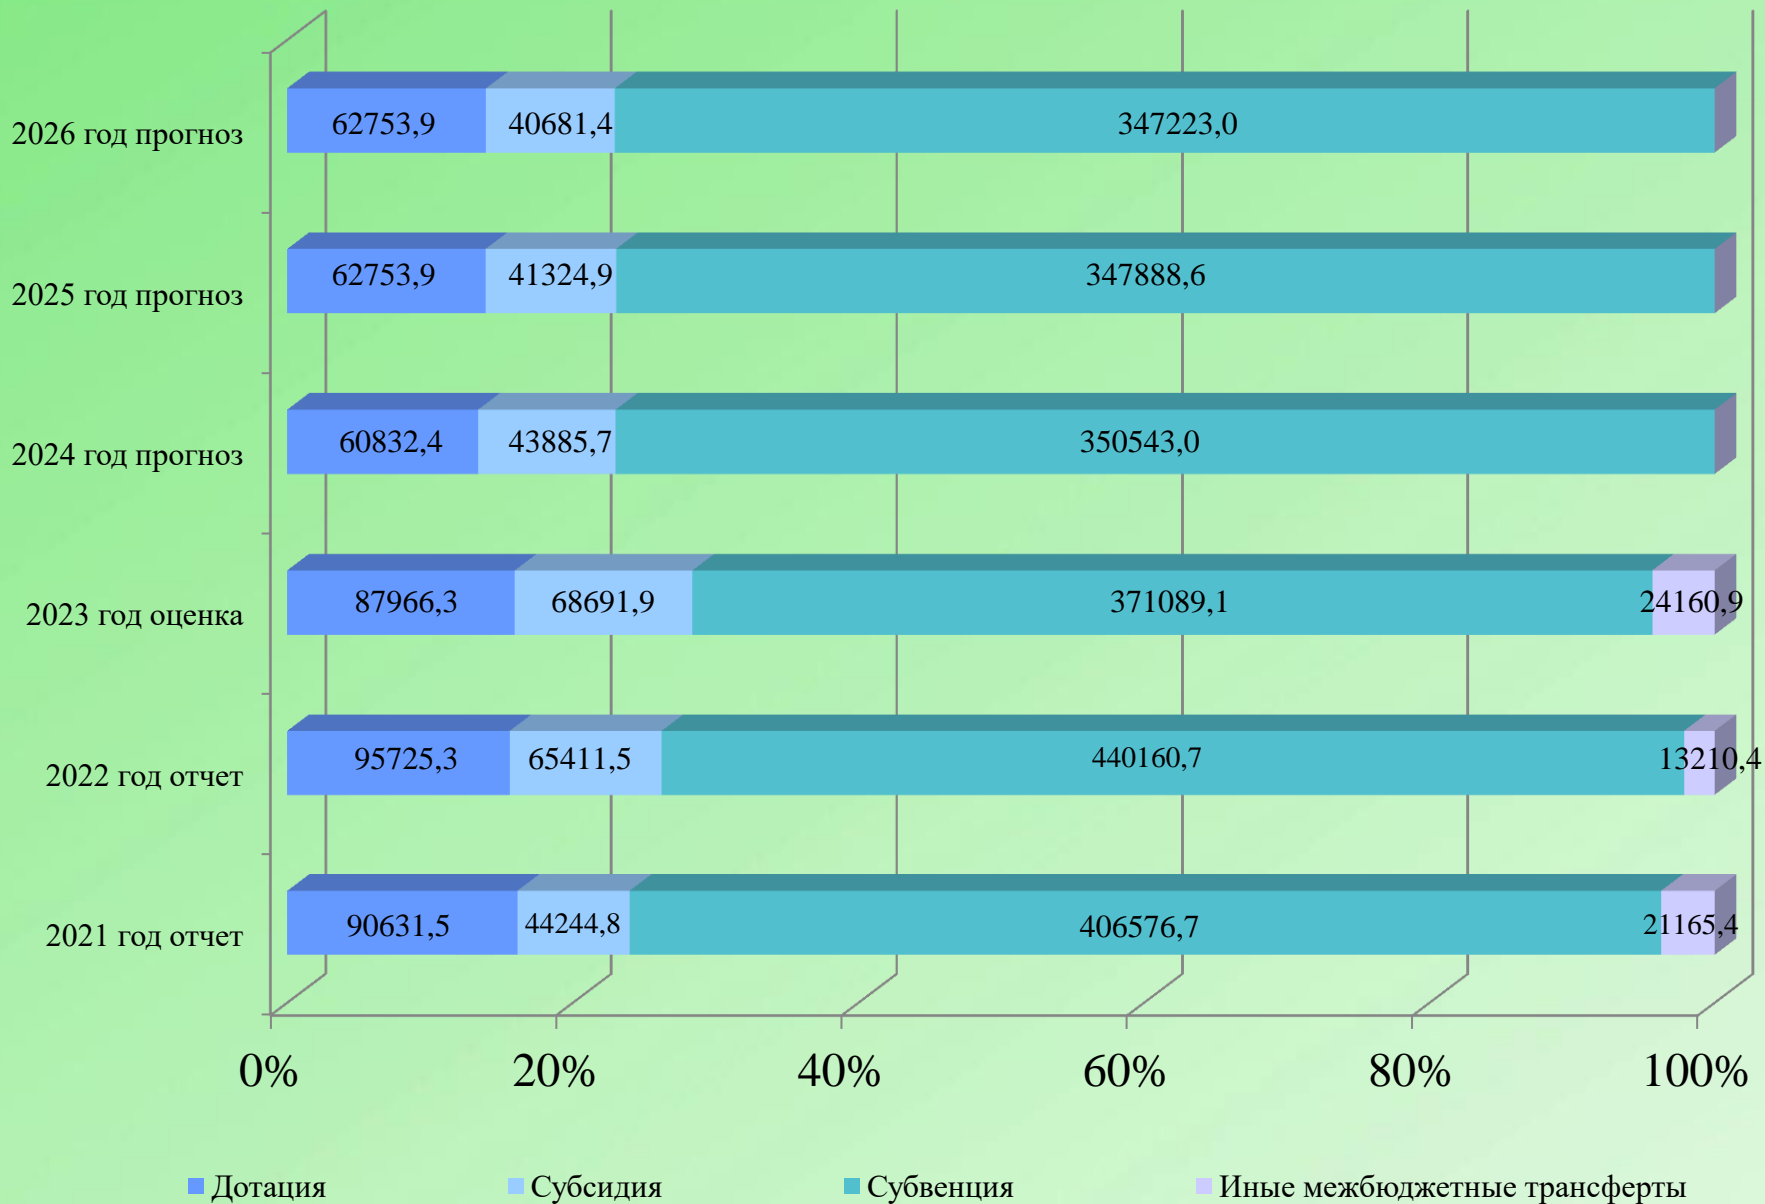 2026 год прогноз 62753,9 40681,4 347223,0
2025 год прогноз 62753,9 41324,9 347888,6
2024 год прогноз 60832,4 43885,7 350543,0
2023 год оценка 87966,3 68691,9 371089,1 24160,9
2022 год отчет 95725,3 65411,5 440160,7 13210,4
2021 год отчет 90631,5 44244,8 406576,7 21165,4
0% 20% 40% 60% 80% 100%
Дотация Субсидия Субвенция Иные межбюджетные трансферты